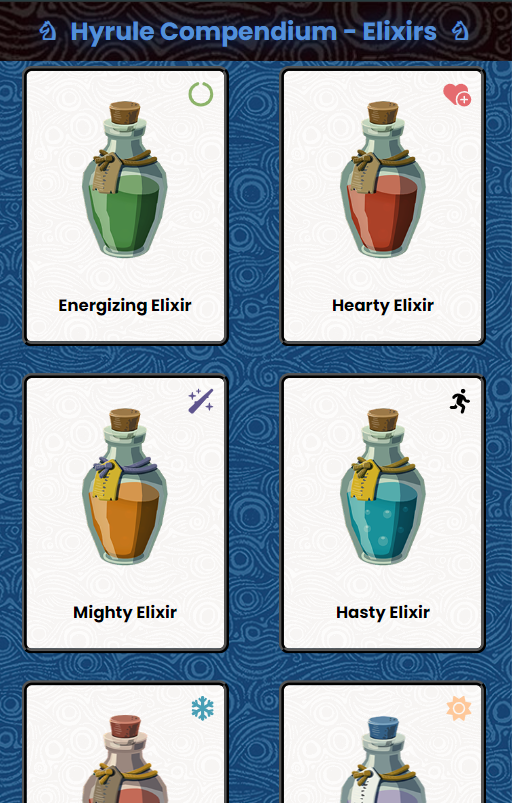 ♘ Hyrule Compendium - Elixirs ♘
Energizing Elixir
Hearty Elixir
Mighty Elixir
Hasty Elixir